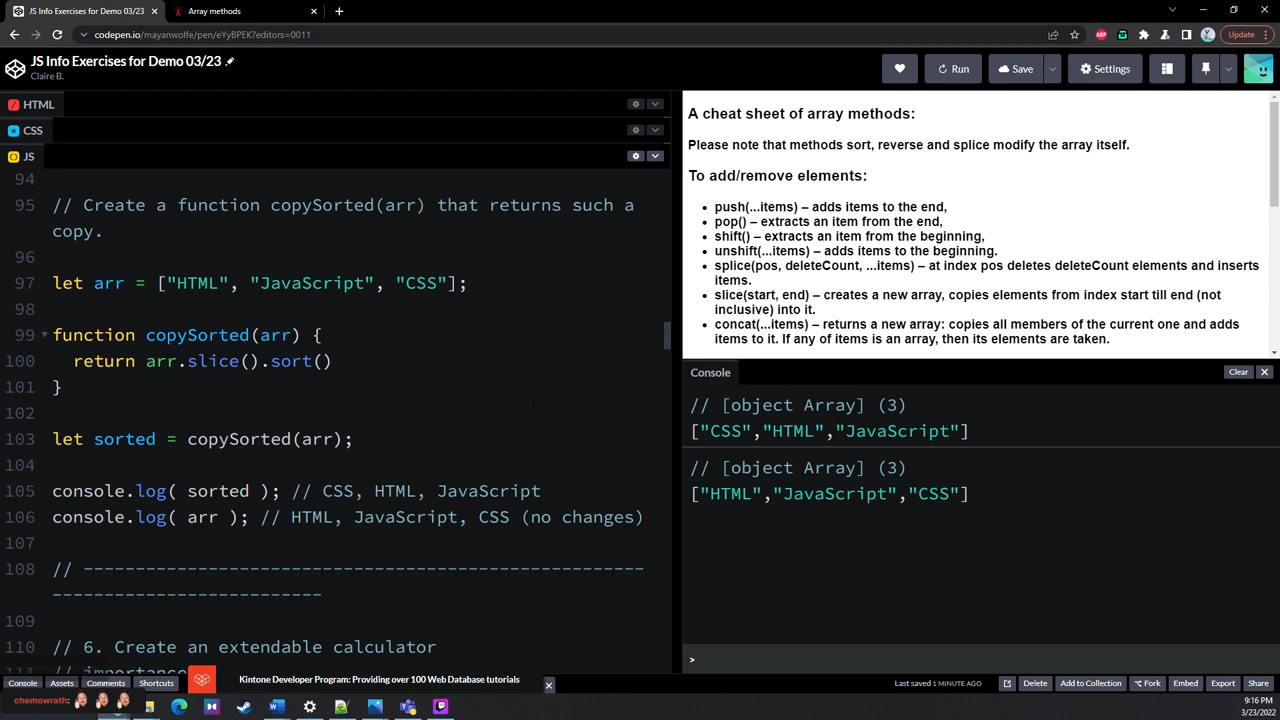 JS Info Exercises for Demo 03/23
Array methods
codepen.io/mayanwolfe/pen/eYyBPEK?editors=0011
ABP
Update
JS Info Exercises for Demo 03/23
Claire B.
Run
Save
Settings
HTML
CSS
JS
94
95 // Create a function copySorted(arr) that returns such a
copy.
96
97 let arr = ["HTML", "JavaScript", "CSS"];
98
99 function copySorted(arr) {
100 return arr.slice().sort()
101 }
102
103 let sorted = copySorted(arr);
104
105 console.log( sorted ); // CSS, HTML, JavaScript
106 console.log( arr ); // HTML, JavaScript, CSS (no changes)
107
108 // ------------------------------------------------------
--------------------------
109
110 // 6. Create an extendable calculator
111 // importance
A cheat sheet of array methods:
Please note that methods sort, reverse and splice modify the array itself.
To add/remove elements:
push(...items) – adds items to the end,
pop() – extracts an item from the end,
shift() – extracts an item from the beginning,
unshift(...items) – adds items to the beginning.
splice(pos, deleteCount, ...items) – at index pos deletes deleteCount elements and inserts
items.
slice(start, end) – creates a new array, copies elements from index start till end (not
inclusive) into it.
concat(...items) – returns a new array: copies all members of the current one and adds
items to it. If any of items is an array, then its elements are taken.
Console
Clear
// [object Array] (3)
["CSS","HTML","JavaScript"]
// [object Array] (3)
["HTML","JavaScript","CSS"]
>
Console
Assets
Comments
Shortcuts
Kintone Developer Program: Providing over 100 Web Database tutorials
Last saved 1 MINUTE AGO
Delete
Add to Collection
Fork
Embed
Export
Share
chemowrath:
9:16 PM
3/23/2022